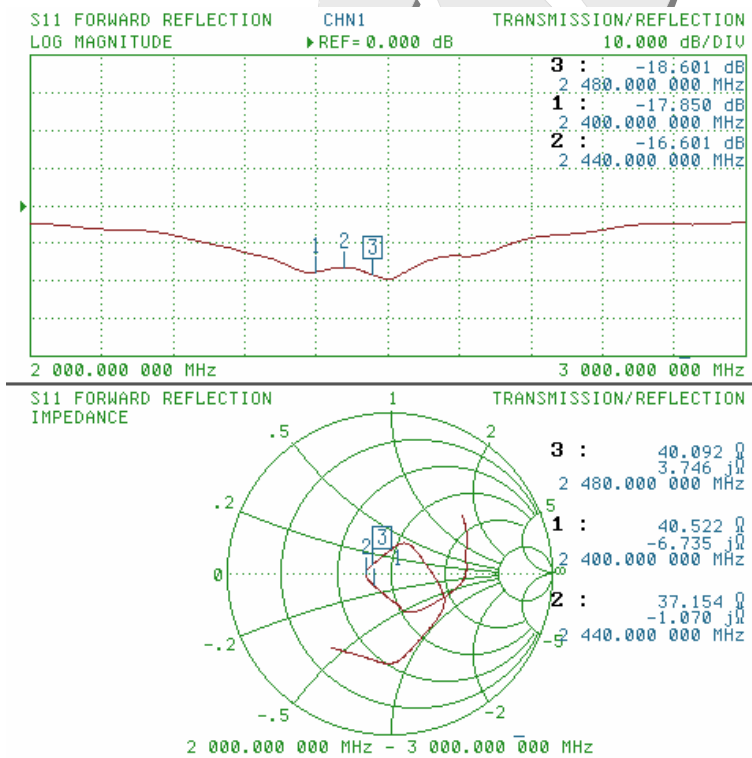 S11 FORWARD REFLECTION CHN1 TRANSMISSION/REFLECTION
LOG MAGNITUDE ▶REF= 0.000 dB 10.000 dB/DIV
3 : -18.601 dB
2 480.000 000 MHz
1 : -17.850 dB
2 400.000 000 MHz
2 : -16.601 dB
2 440.000 000 MHz
1 2 3
2 000.000 000 MHz 3 000.000 000 MHz
S11 FORWARD REFLECTION TRANSMISSION/REFLECTION
IMPEDANCE
1
.5 2
3 : 40.092 Ω
3.746 jΩ
2 480.000 000 MHz
.2 5
1 : 40.522 Ω
-6.735 jΩ
2 400.000 000 MHz
2 3 1
0 ∞
2 : 37.154 Ω
-1.070 jΩ
2 440.000 000 MHz
-.2 -5
-.5 -2
2 000.000 000 MHz - 3 000.000 000 MHz